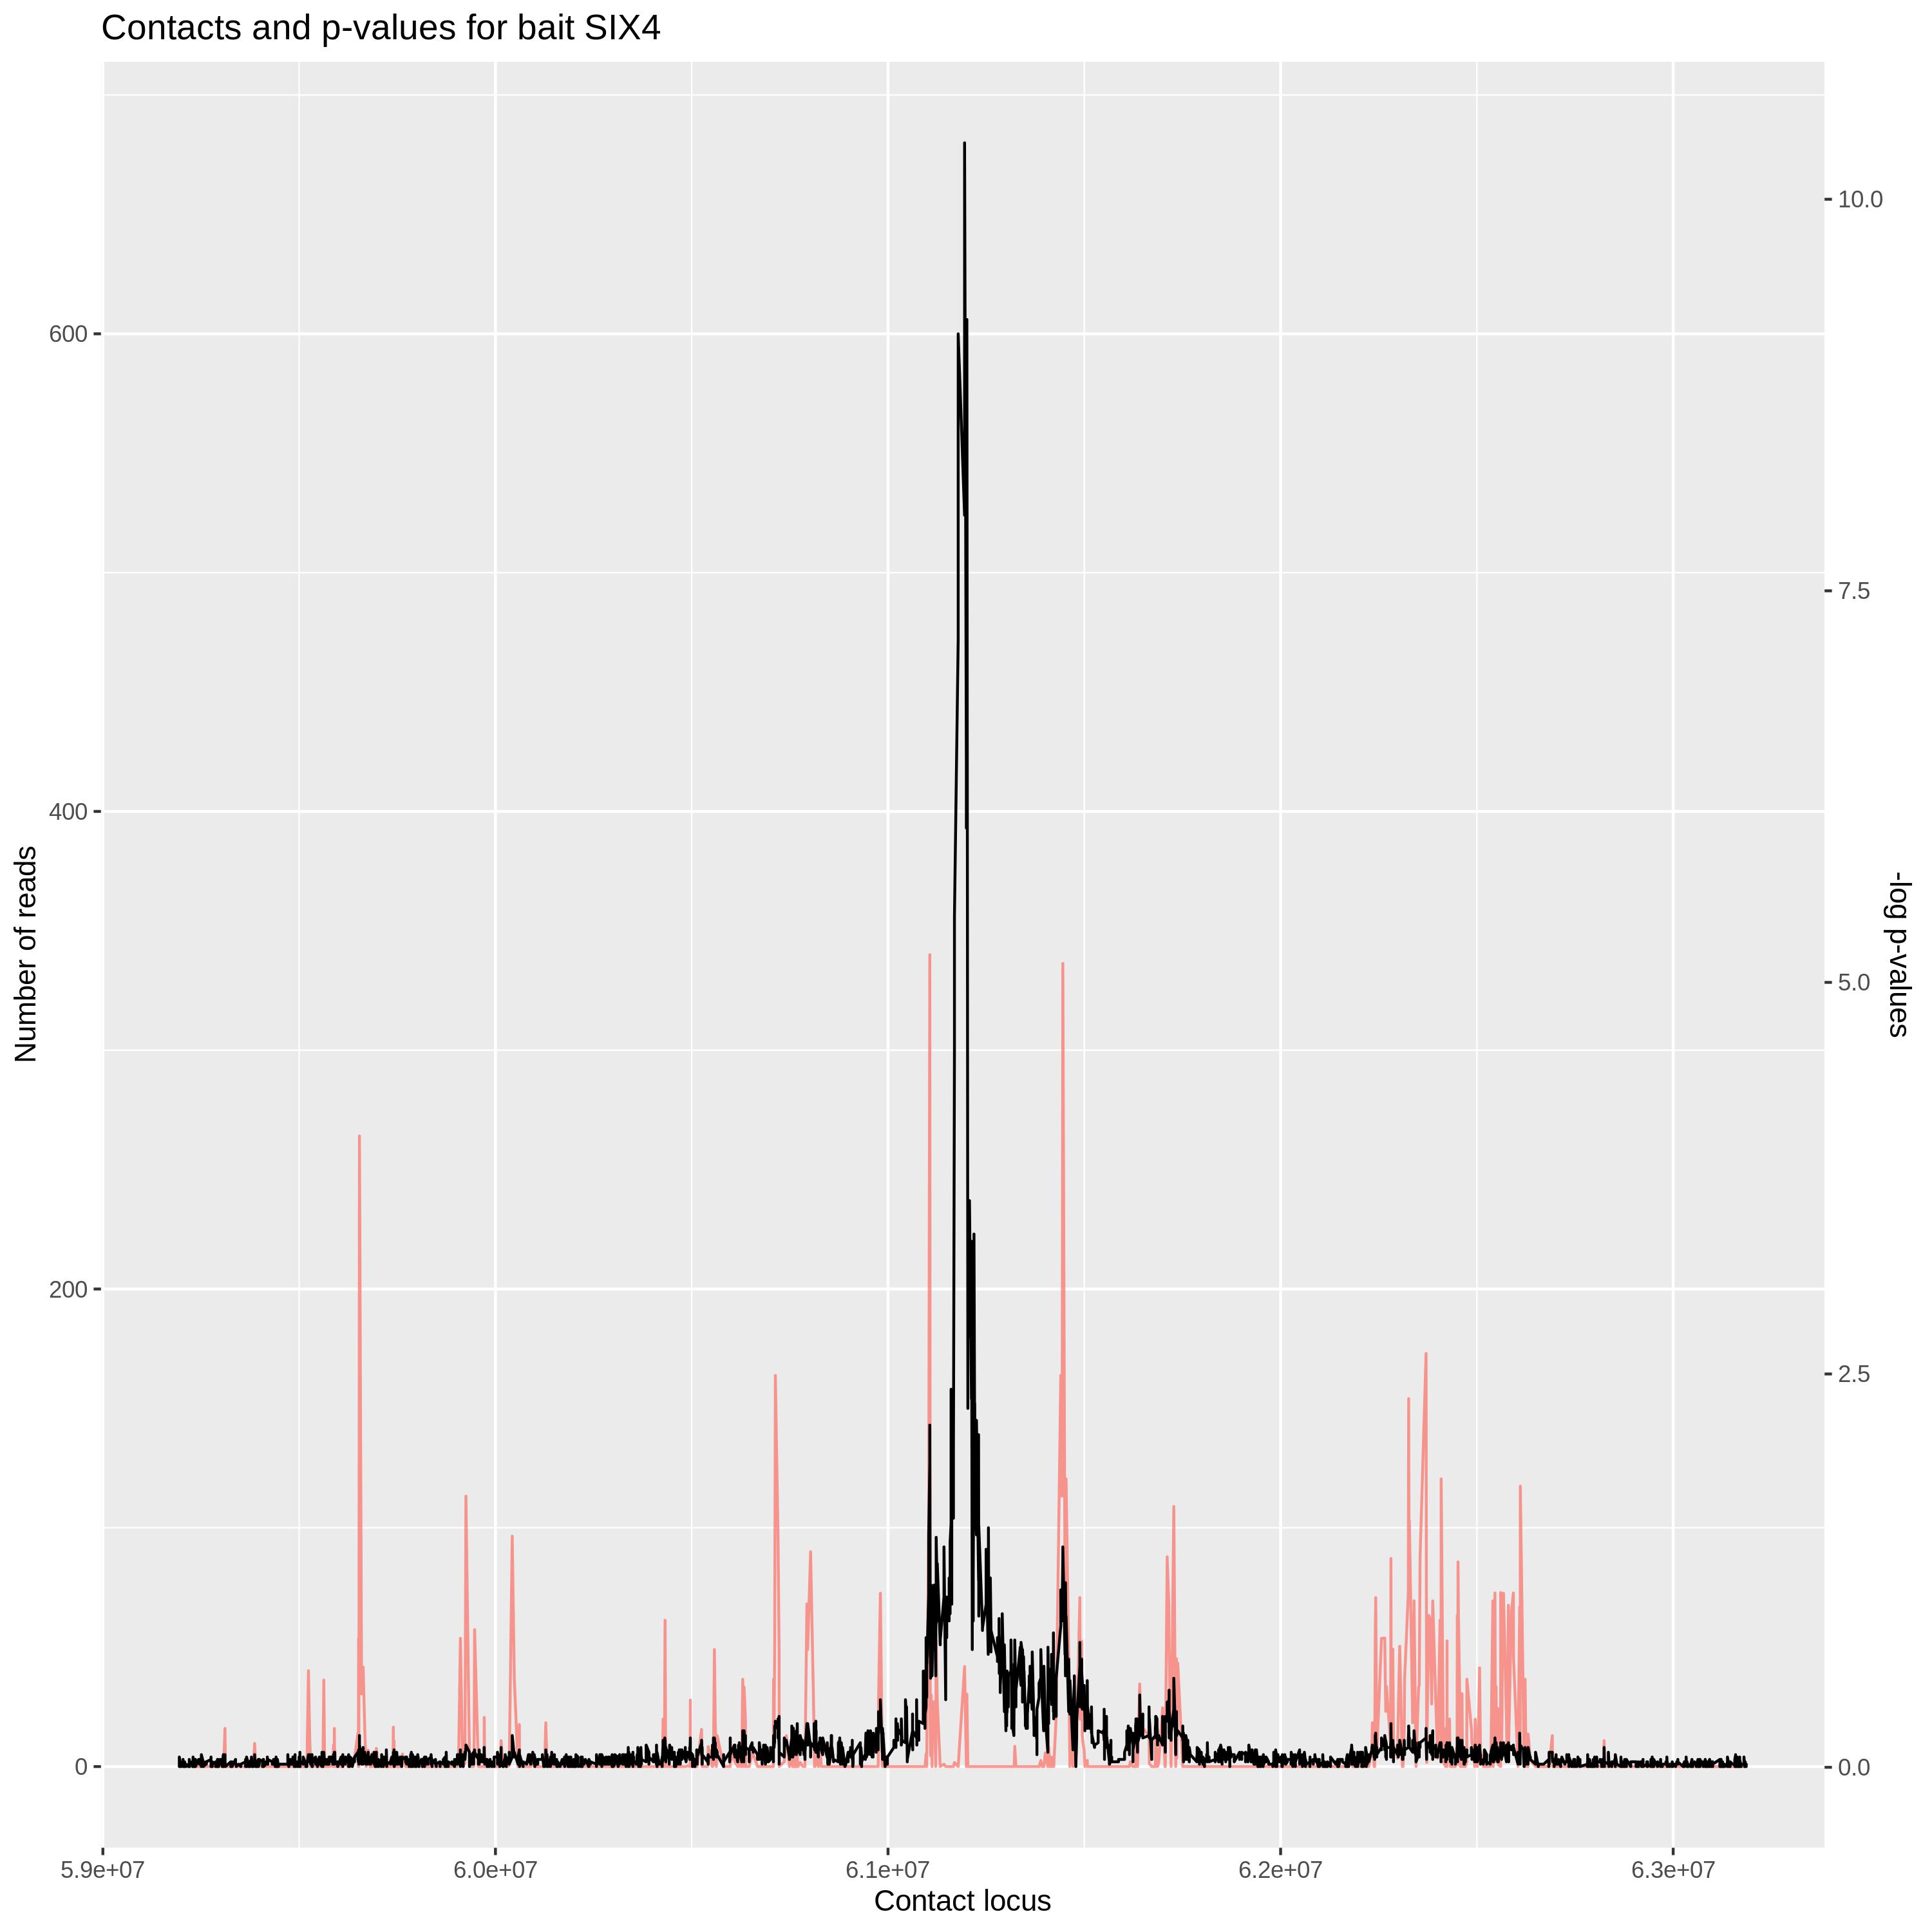 Contacts and p-values for bait SIX4
Number of reads
600
400
200
0
10.0
7.5
5.0
2.5
0.0
-log p-values
5.9e+07
6.0e+07
6.1e+07
6.2e+07
6.3e+07
Contact locus